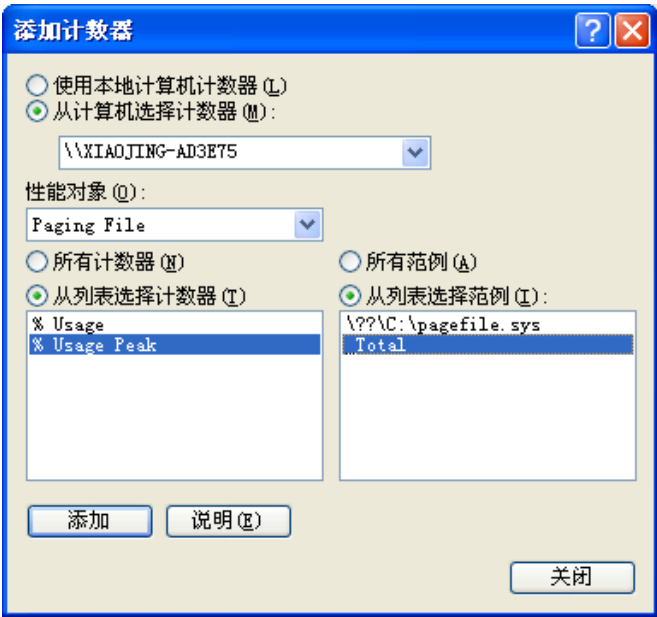 添加计数器
使用本地计算机计数器(L)
从计算机选择计数器(M):
\\XIAOJING-AD3E75
性能对象(O):
Paging File
所有计数器(N)
所有范例(A)
从列表选择计数器(T)
从列表选择范例(I):
% Usage
% Usage Peak
\??\C:\pagefile.sys
_Total
添加
说明(E)
关闭